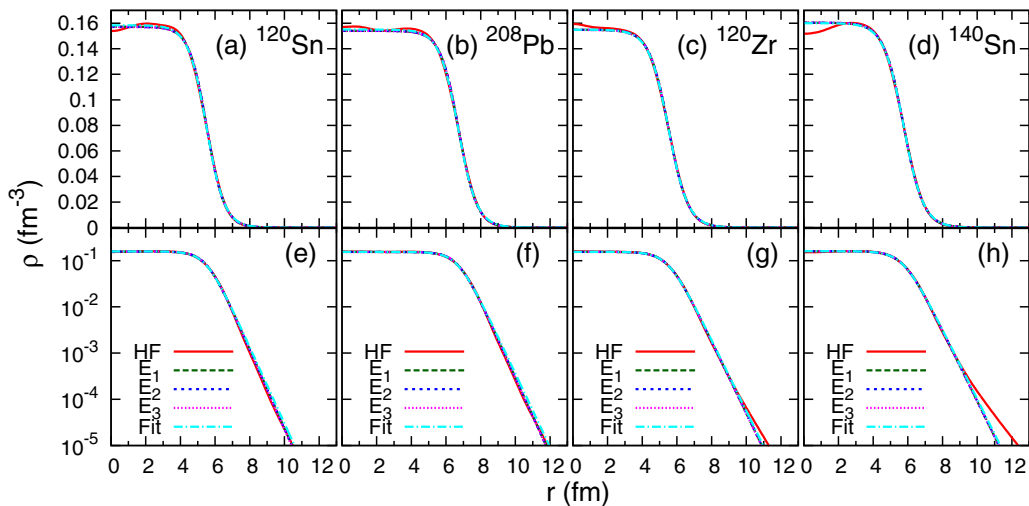 0.16
0.14
0.12
0.1
0.08
0.06
0.04
0.02
0
(a) ¹²⁰Sn
(b) ²⁰⁸Pb
(c) ¹²⁰Zr
(d) ¹⁴⁰Sn
ρ (fm⁻³)
10⁻¹
10⁻²
10⁻³
10⁻⁴
10⁻⁵
(e)
HF
E₁
E₂
E₃
Fit
(f)
HF
E₁
E₂
E₃
Fit
(g)
HF
E₁
E₂
E₃
Fit
(h)
HF
E₁
E₂
E₃
Fit
0 2 4 6 8 10 12
0 2 4 6 8 10 12
0 2 4 6 8 10 12
0 2 4 6 8 10 12
r (fm)